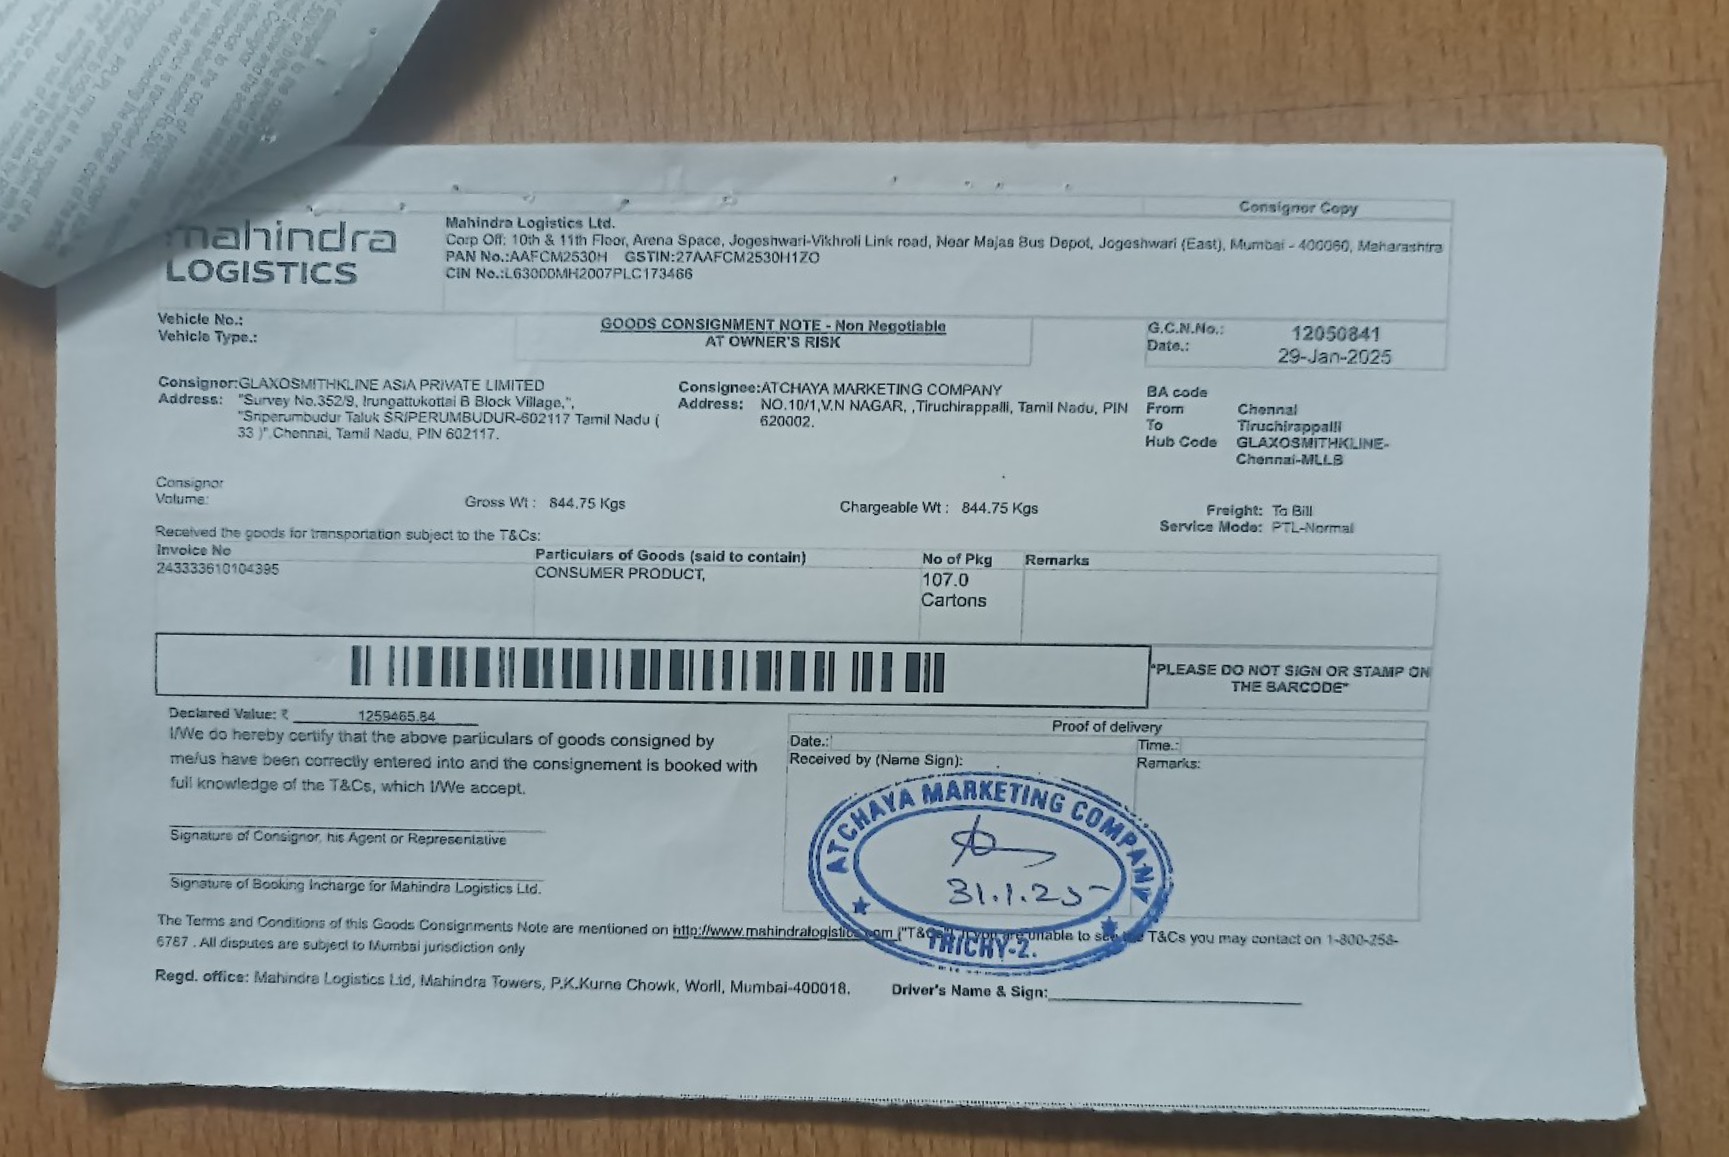 Consignor Copy
mahindra
LOGISTICS
Mahindra Logistics Ltd.
Corp Off: 10th & 11th Floor, Arena Space, Jogeshwari-Vikhroli Link road, Near Majas Bus Depot, Jogeshwari (East), Mumbai - 400060, Maharashtra
PAN No.:AAFCM2530H GSTIN:27AAFCM2530H1ZO
CIN No.:L63000MH2007PLC173466
Vehicle No.:
Vehicle Type.:
GOODS CONSIGNMENT NOTE - Non Negotiable
AT OWNER'S RISK
G.C.N.No.: 12050841
Date.: 29-Jan-2025
Consignor:GLAXOSMITHKLINE ASIA PRIVATE LIMITED
Address: "Survey No.352/9, Irungattukottai B Block Village,",
"Sriperumbudur Taluk SRIPERUMBUDUR-602117 Tamil Nadu (
33 )",Chennai, Tamil Nadu, PIN 602117.
Consignee:ATCHAYA MARKETING COMPANY
Address: NO.10/1,V.N NAGAR, ,Tiruchirappalli, Tamil Nadu, PIN
620002.
BA code
From Chennai
To Tiruchirappalli
Hub Code GLAXOSMITHKLINE-
Chennai-MLLB
Consignor
Volume:
Gross Wt : 844.75 Kgs
Chargeable Wt : 844.75 Kgs
Freight: To Bill
Service Mode: PTL-Normal
Received the goods for transportation subject to the T&Cs:
Invoice No Particulars of Goods (said to contain) No of Pkg Remarks
243333610104395 CONSUMER PRODUCT, 107.0
Cartons
"PLEASE DO NOT SIGN OR STAMP ON
THE BARCODE"
Declared Value: ₹ 1259465.84
I/We do hereby certify that the above particulars of goods consigned by
me/us have been correctly entered into and the consignement is booked with
full knowledge of the T&Cs, which I/We accept.
Signature of Consignor, his Agent or Representative
Signature of Booking Incharge for Mahindra Logistics Ltd.
Proof of delivery
Date.: Time.:
Received by (Name Sign): Remarks:
ATCHAYA MARKETING COMPANY
31.1.25
TRICHY-2.
The Terms and Conditions of this Goods Consignments Note are mentioned on http://www.mahindralogistics.com ("T&Cs"). If you are unable to see the T&Cs you may contact on 1-800-258-
6787 . All disputes are subject to Mumbai jurisdiction only
Regd. office: Mahindra Logistics Ltd, Mahindra Towers, P.K.Kurne Chowk, Worli, Mumbai-400018.
Driver's Name & Sign: